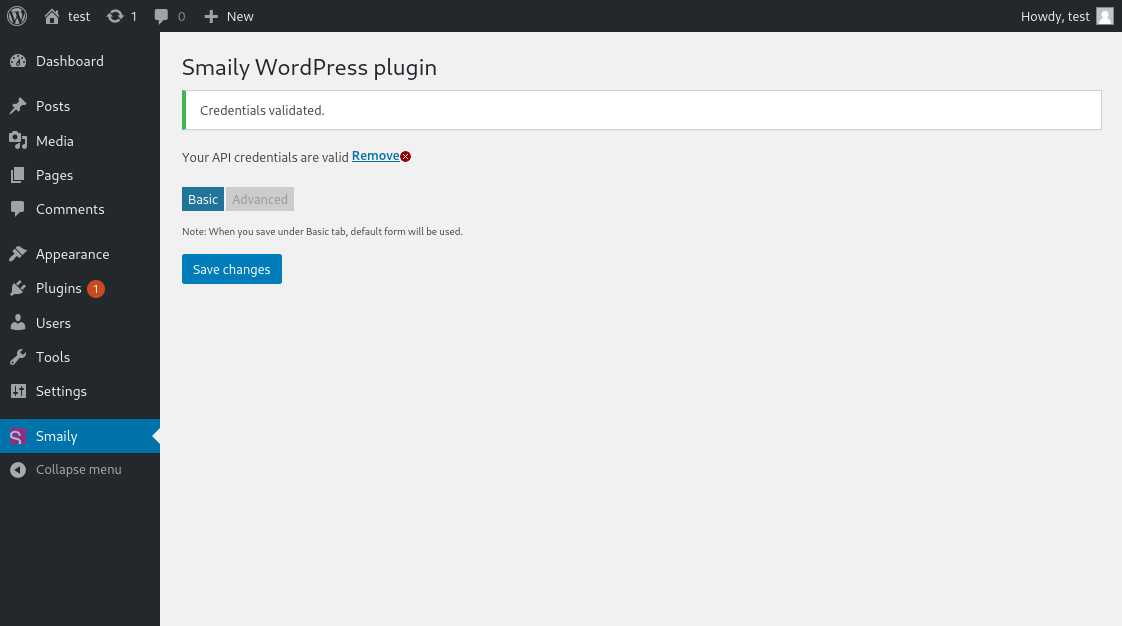 test 1 0 New Howdy, test
Dashboard
Posts
Media
Pages
Comments
Appearance
Plugins 1
Users
Tools
Settings
Smaily
Collapse menu
Smaily WordPress plugin
Credentials validated.
Your API credentials are valid Remove
Basic Advanced
Note: When you save under Basic tab, default form will be used.
Save changes